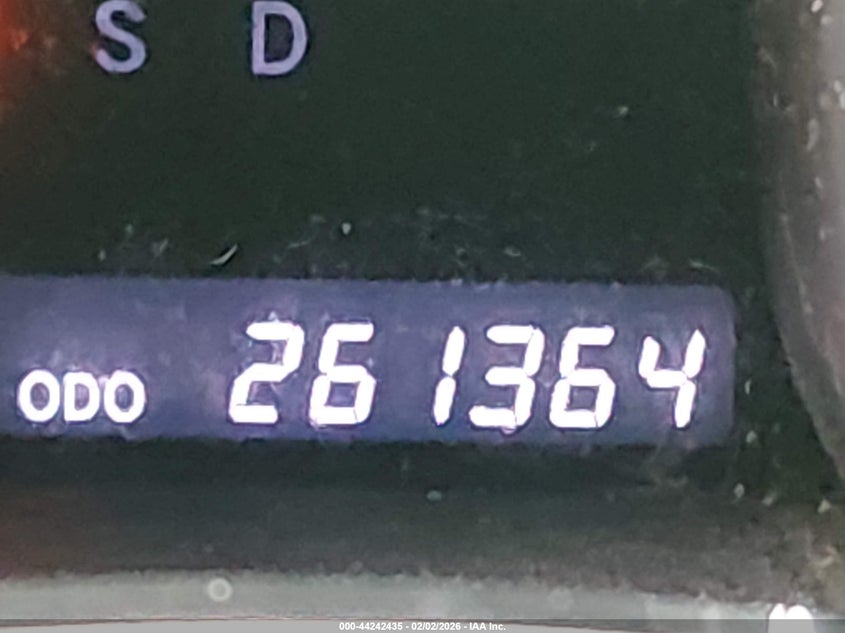 S D
ODO 261364
000-44242435 - 02/02/2026 - IAA Inc.